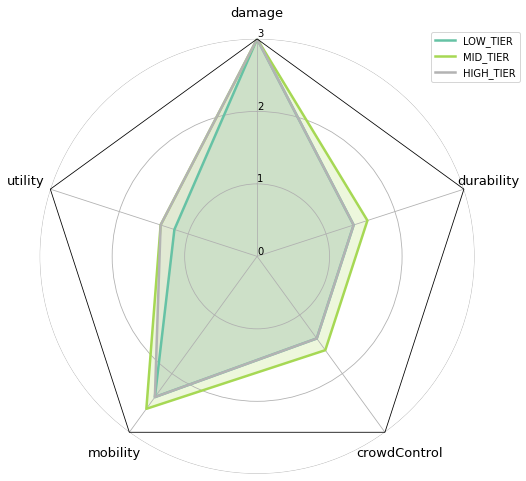 damage
3
LOW_TIER
MID_TIER
HIGH_TIER
2
utility
1
durability
0
mobility
crowdControl